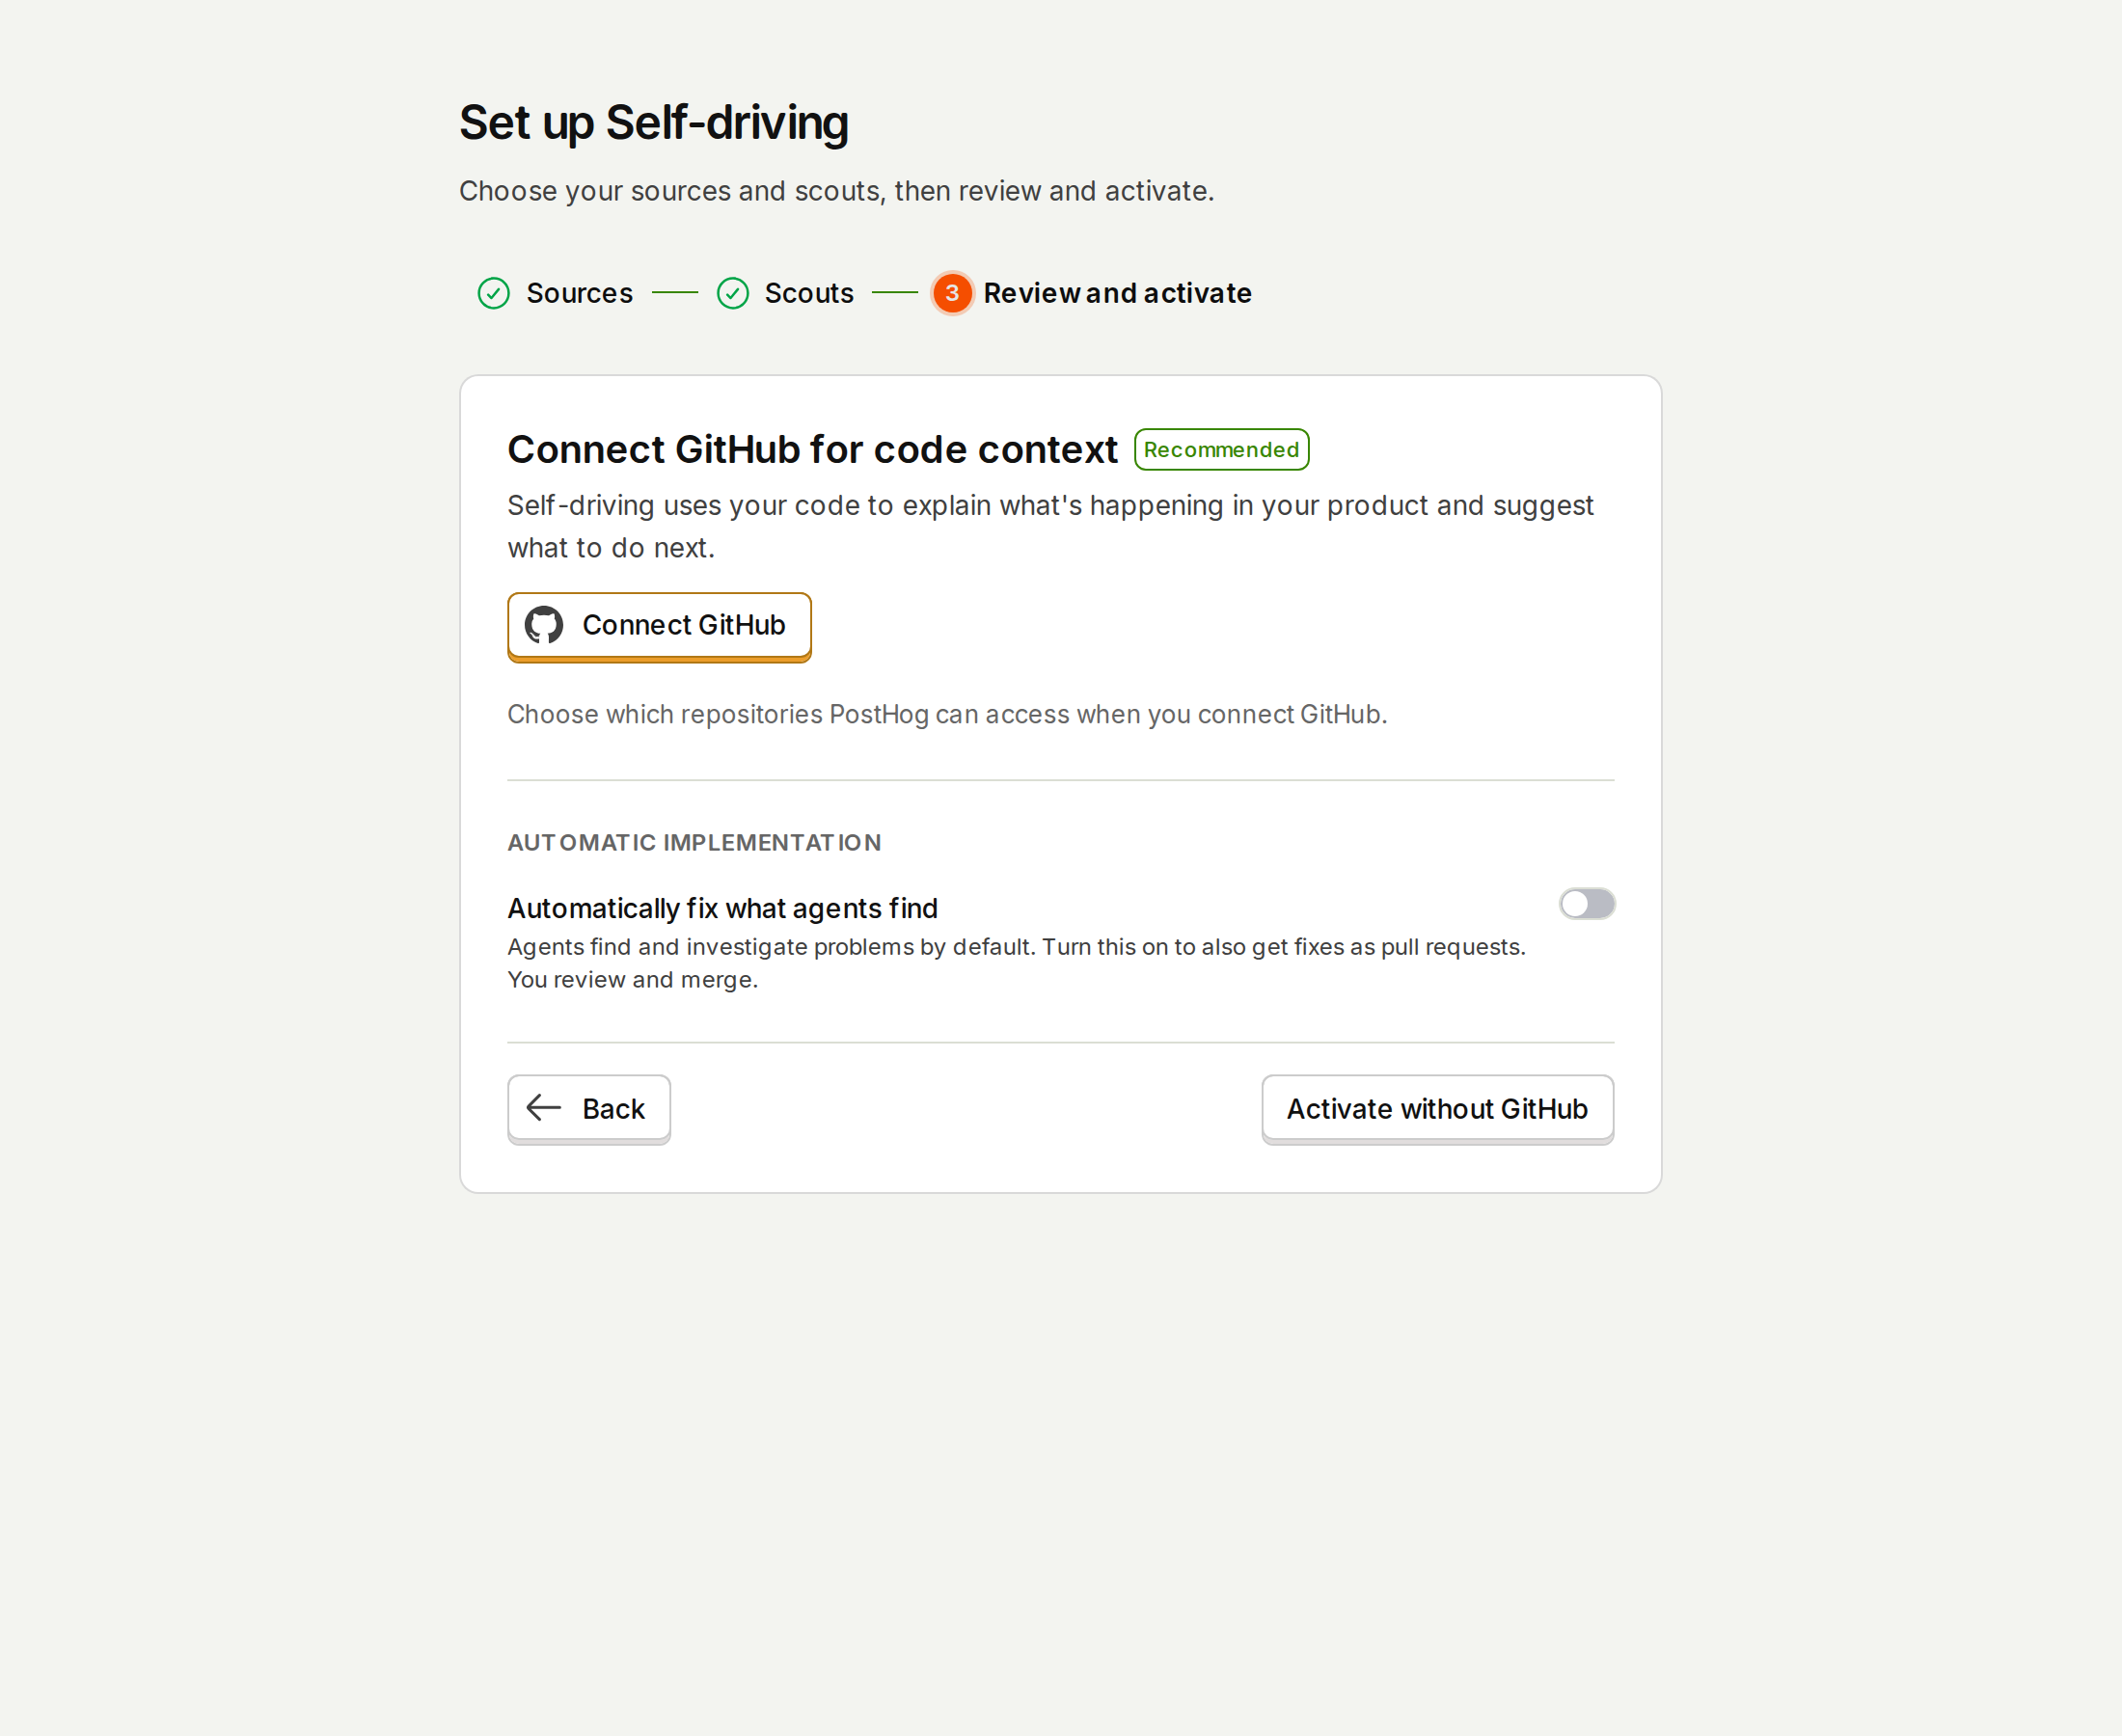 Set up Self-driving
Choose your sources and scouts, then review and activate.
Sources
Scouts
3 Review and activate
Connect GitHub for code context Recommended
Self-driving uses your code to explain what's happening in your product and suggest
what to do next.
Connect GitHub
Choose which repositories PostHog can access when you connect GitHub.
AUTOMATIC IMPLEMENTATION
Automatically fix what agents find
Agents find and investigate problems by default. Turn this on to also get fixes as pull requests.
You review and merge.
Back
Activate without GitHub